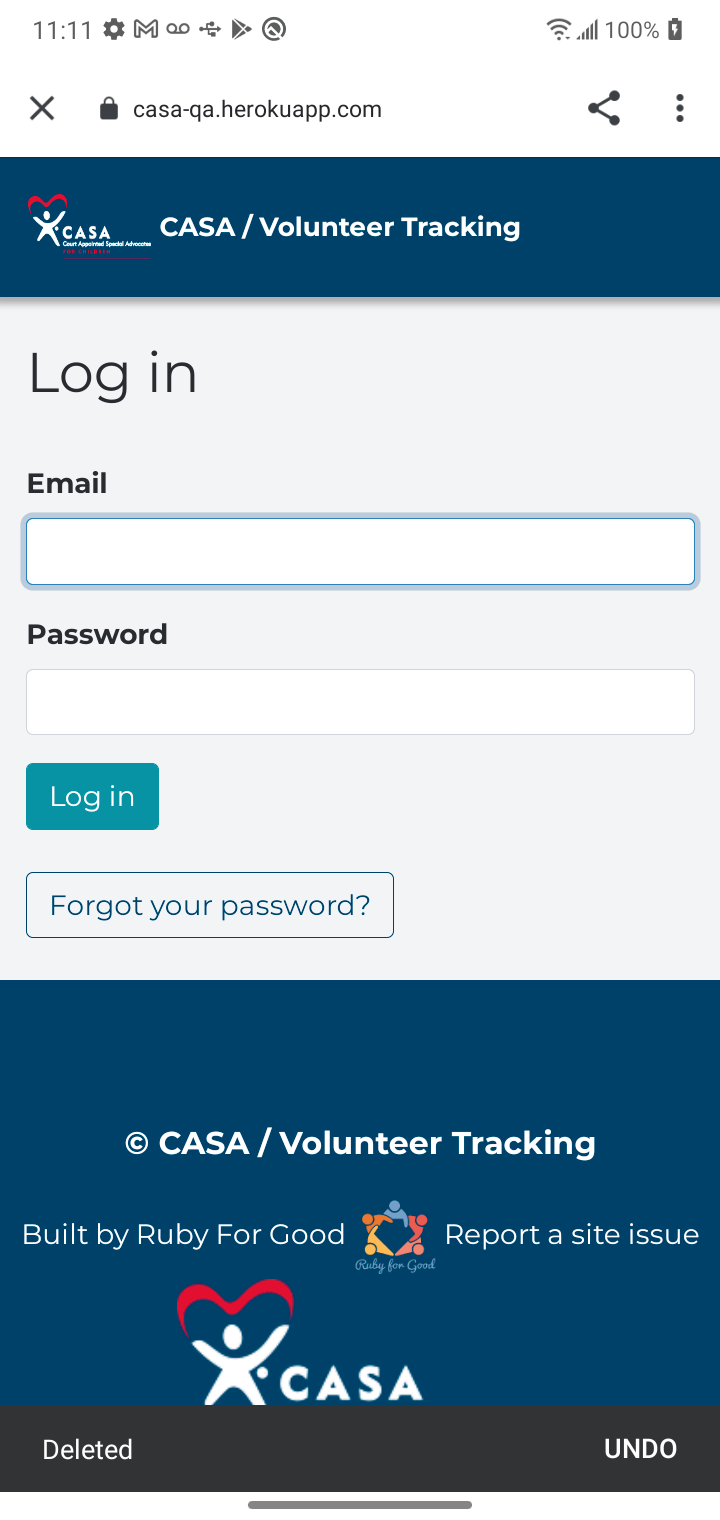 11:11 100%
casa-qa.herokuapp.com
CASA
Court Appointed Special Advocates
FOR CHILDREN
CASA / Volunteer Tracking
Log in
Email
Password
Log in
Forgot your password?
© CASA / Volunteer Tracking
Built by Ruby For Good Ruby for Good Report a site issue
CASA
Deleted UNDO